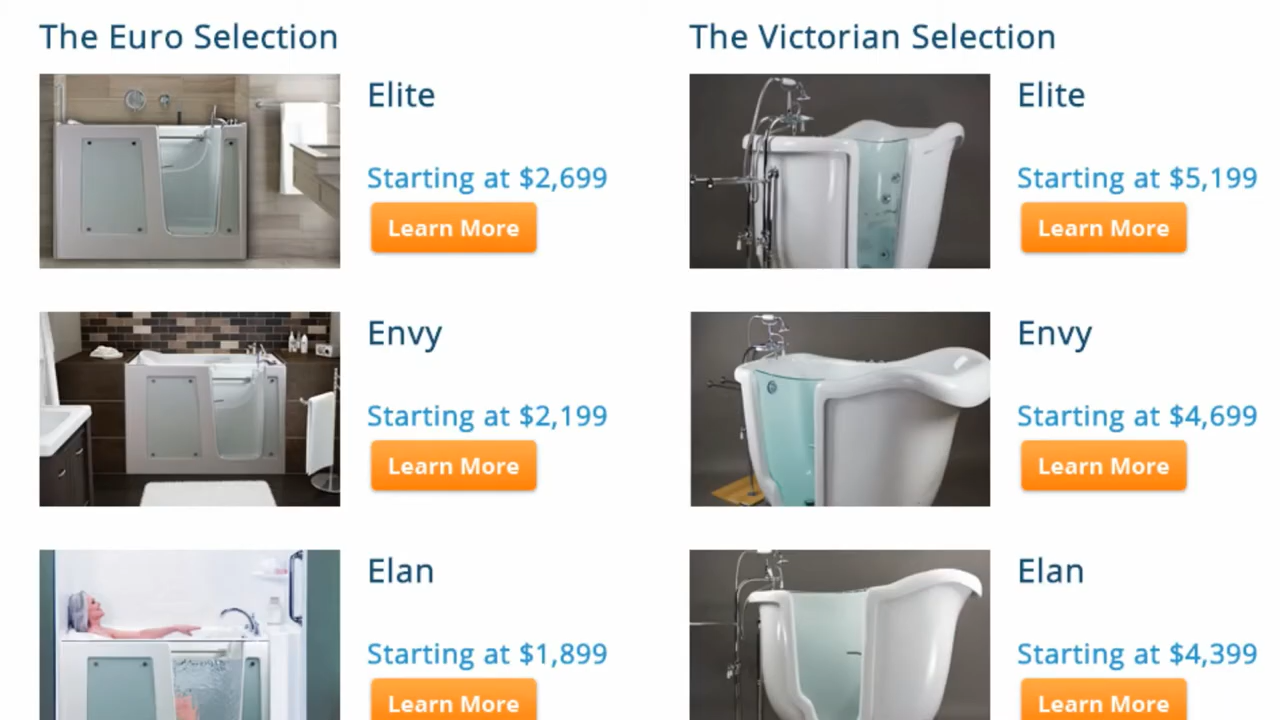 The Euro Selection
Elite
Starting at $2,699
Learn More
Envy
Starting at $2,199
Learn More
Elan
Starting at $1,899
Learn More
The Victorian Selection
Elite
Starting at $5,199
Learn More
Envy
Starting at $4,699
Learn More
Elan
Starting at $4,399
Learn More